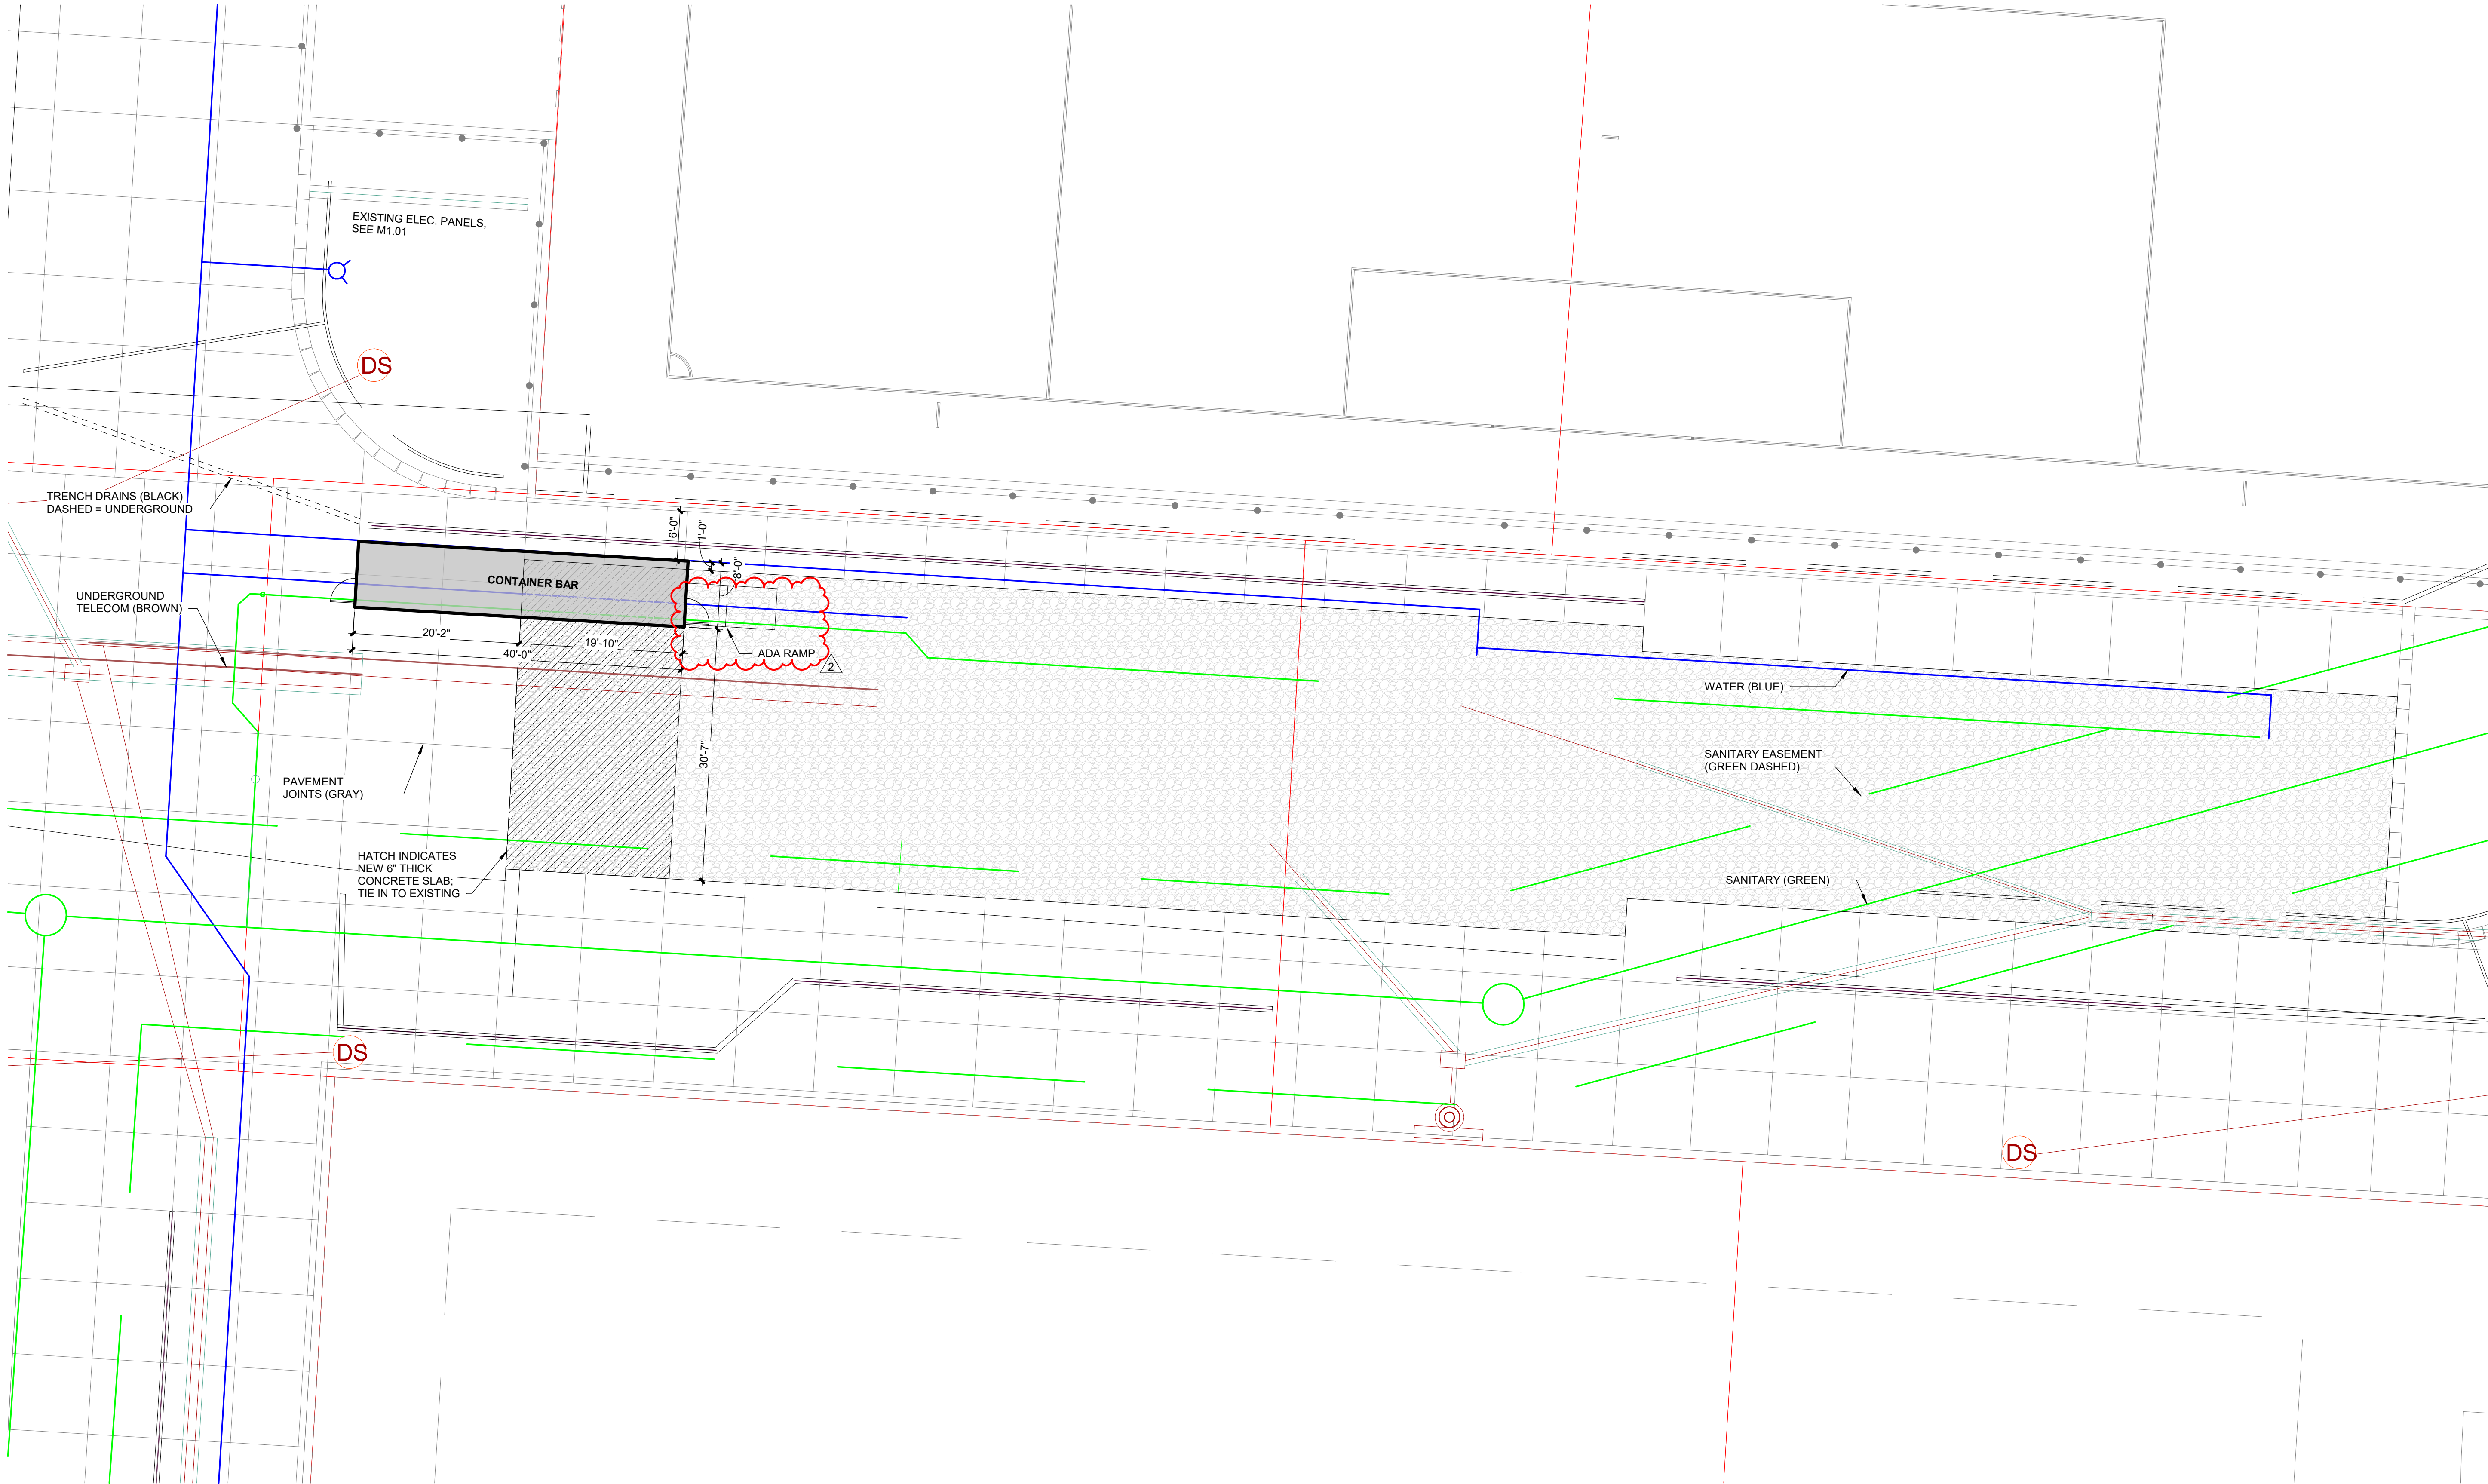 EXISTING ELEC. PANELS,
SEE M1.01
DS
TRENCH DRAINS (BLACK)
DASHED = UNDERGROUND
6'-0"
1'-0"
8'-0"
CONTAINER BAR
UNDERGROUND
TELECOM (BROWN)
20'-2"
19'-10"
40'-0"
ADA RAMP
2
WATER (BLUE)
30'-7"
SANITARY EASEMENT
(GREEN DASHED)
PAVEMENT
JOINTS (GRAY)
HATCH INDICATES
NEW 6" THICK
CONCRETE SLAB;
TIE IN TO EXISTING
SANITARY (GREEN)
DS
DS